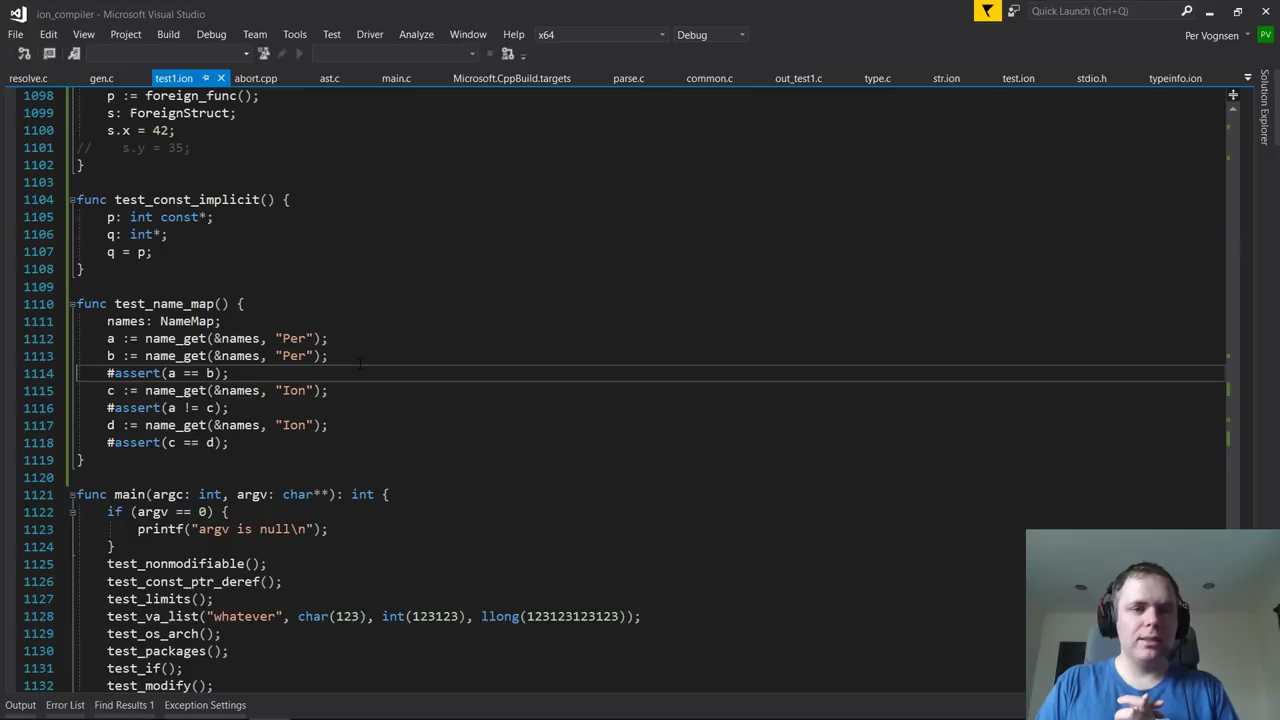 ion_compiler - Microsoft Visual Studio
Quick Launch (Ctrl+Q)
File Edit View Project Build Debug Team Tools Test Driver Analyze Window Help x64 Debug
Per Vognsen PV
resolve.c gen.c test1.ion abort.cpp ast.c main.c Microsoft.CppBuild.targets parse.c common.c out_test1.c type.c str.ion test.ion stdio.h typeinfo.ion
Solution Explorer
1098 p := foreign_func();
1099 s: ForeignStruct;
1100 s.x = 42;
1101 // s.y = 35;
1102 }
1103
1104 func test_const_implicit() {
1105 p: int const*;
1106 q: int*;
1107 q = p;
1108 }
1109
1110 func test_name_map() {
1111 names: NameMap;
1112 a := name_get(&names, "Per");
1113 b := name_get(&names, "Per");
1114 #assert(a == b);
1115 c := name_get(&names, "Ion");
1116 #assert(a != c);
1117 d := name_get(&names, "Ion");
1118 #assert(c == d);
1119 }
1120
1121 func main(argc: int, argv: char**): int {
1122 if (argv == 0) {
1123 printf("argv is null\n");
1124 }
1125 test_nonmodifiable();
1126 test_const_ptr_deref();
1127 test_limits();
1128 test_va_list("whatever", char(123), int(123123), llong(123123123123));
1129 test_os_arch();
1130 test_packages();
1131 test_if();
1132 test_modify();
Output Error List Find Results 1 Exception Settings